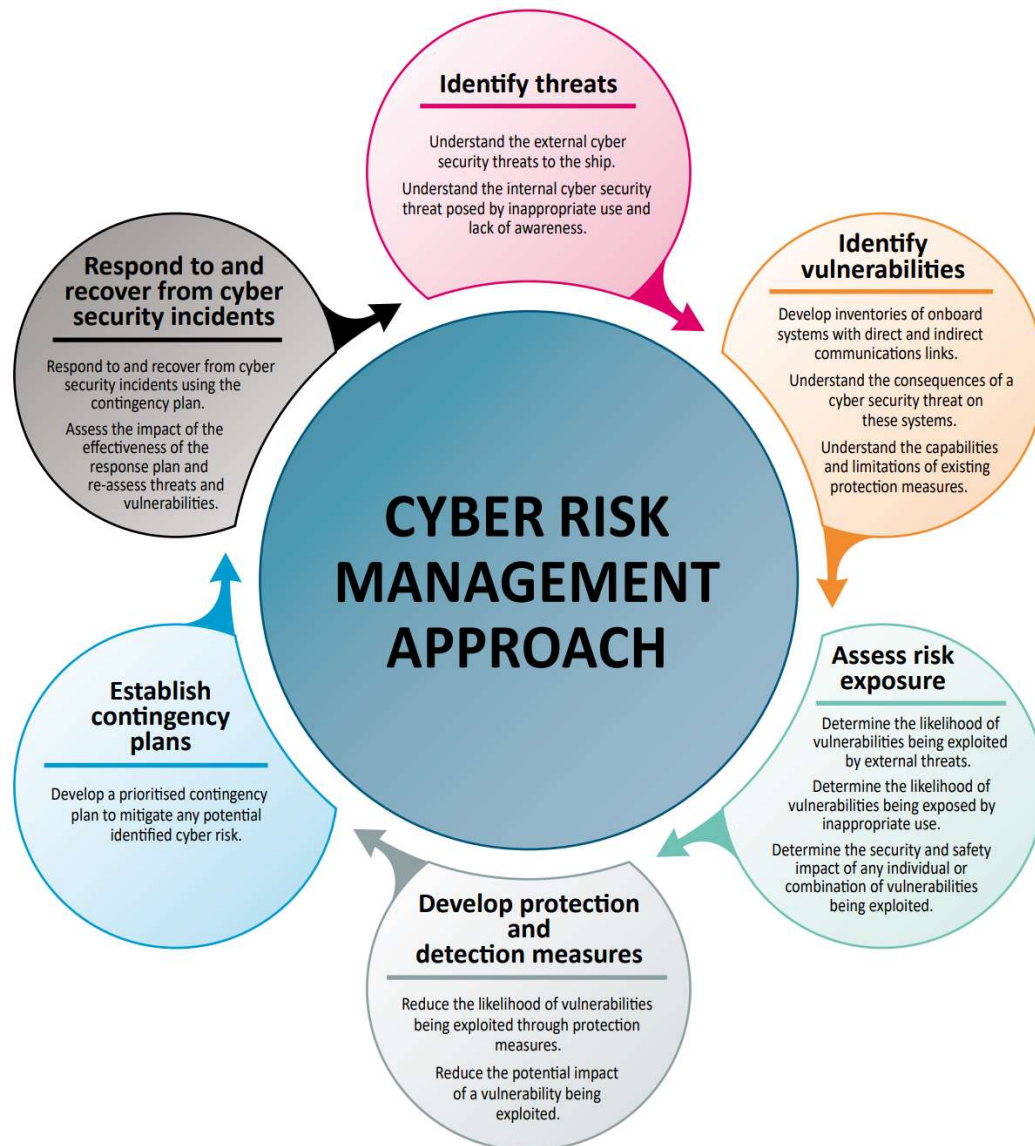 Identify threats
Understand the external cyber
security threats to the ship.
Understand the internal cyber security
threat posed by inappropriate use and
lack of awareness.
Identify
vulnerabilities
Develop inventories of onboard
systems with direct and indirect
communications links.
Understand the consequences of a
cyber security threat on
these systems.
Understand the capabilities
and limitations of existing
protection measures.
Assess risk
exposure
Determine the likelihood of
vulnerabilities being exploited
by external threats.
Determine the likelihood of
vulnerabilities being exposed by
inappropriate use.
Determine the security and safety
impact of any individual or
combination of vulnerabilities
being exploited.
Develop protection
and
detection measures
Reduce the likelihood of vulnerabilities
being exploited through protection
measures.
Reduce the potential impact
of a vulnerability being
exploited.
Establish
contingency
plans
Develop a prioritised contingency
plan to mitigate any potential
identified cyber risk.
Respond to and
recover from cyber
security incidents
Respond to and recover from cyber
security incidents using the
contingency plan.
Assess the impact of the
effectiveness of the
response plan and
re-assess threats and
vulnerabilities.
CYBER RISK
MANAGEMENT
APPROACH